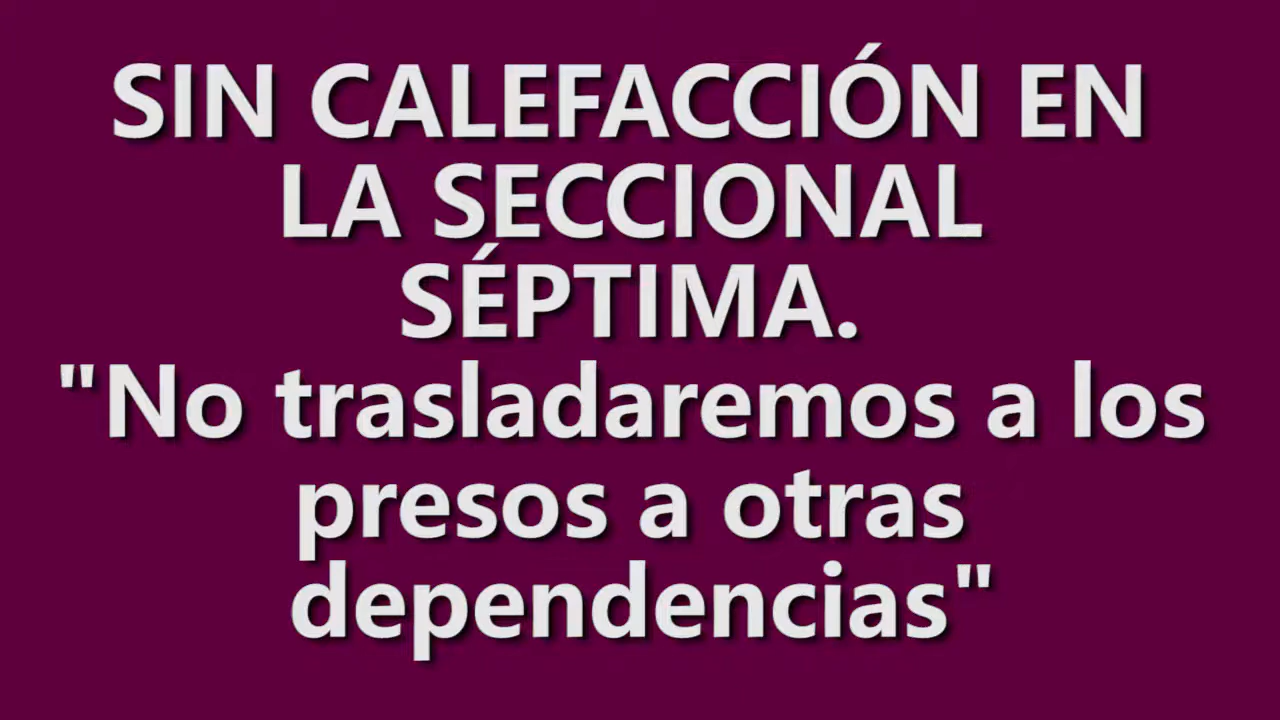 SIN CALEFACCIÓN EN
LA SECCIONAL
SÉPTIMA.
"No trasladaremos a los
presos a otras
dependencias"